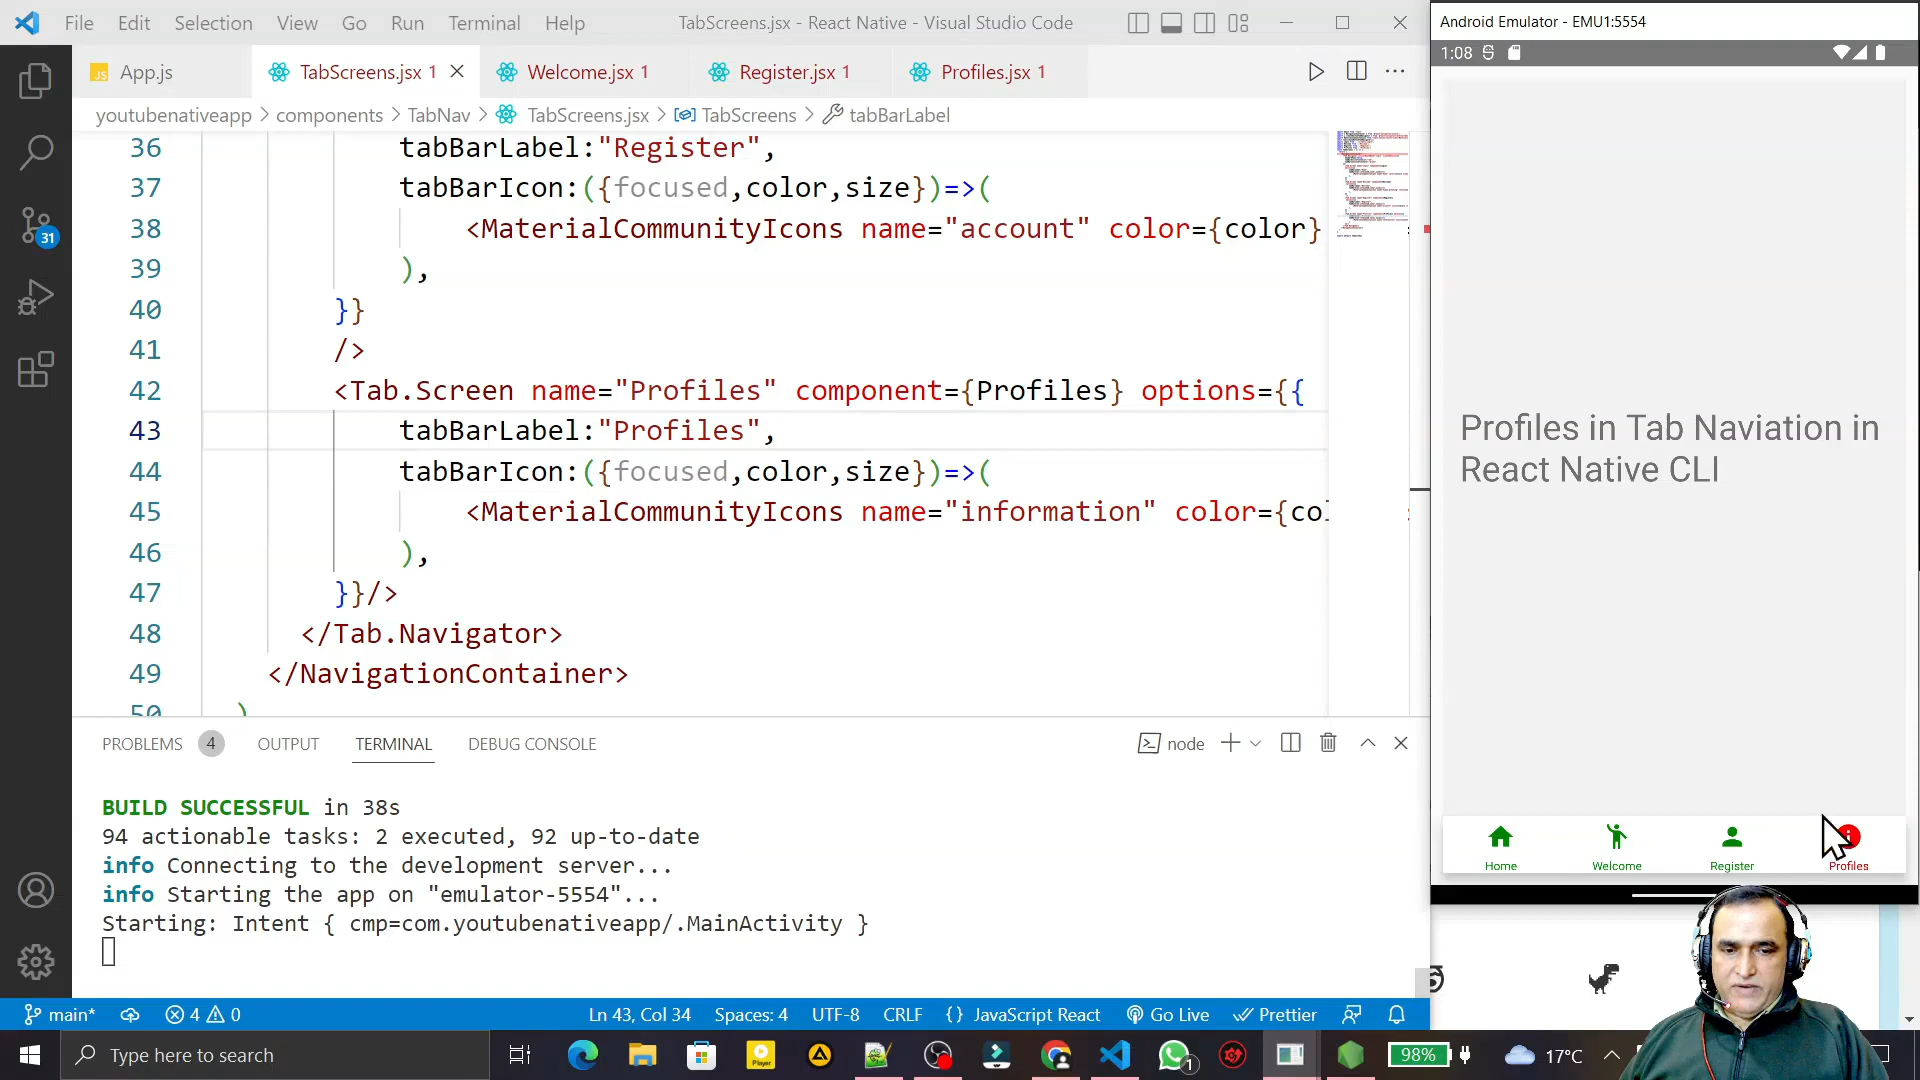 File Edit Selection View Go Run Terminal Help
TabScreens.jsx - React Native - Visual Studio Code
Android Emulator - EMU1:5554
1:08
JS App.js
TabScreens.jsx 1
Welcome.jsx 1
Register.jsx 1
Profiles.jsx 1
youtubenativeapp > components > TabNav > TabScreens.jsx > TabScreens > tabBarLabel
36 tabBarLabel:"Register",
37 tabBarIcon:({focused,color,size})=>(
38 <MaterialCommunityIcons name="account" color={color}
39 ),
40 }}
41 />
42 <Tab.Screen name="Profiles" component={Profiles} options={{
43 tabBarLabel:"Profiles",
44 tabBarIcon:({focused,color,size})=>(
45 <MaterialCommunityIcons name="information" color={col
46 ),
47 }}/>
48 </Tab.Navigator>
49 </NavigationContainer>
50 )
31
Profiles in Tab Naviation in
React Native CLI
Home Welcome Register Profiles
PROBLEMS 4 OUTPUT TERMINAL DEBUG CONSOLE
node
BUILD SUCCESSFUL in 38s
94 actionable tasks: 2 executed, 92 up-to-date
info Connecting to the development server...
info Starting the app on "emulator-5554"...
Starting: Intent { cmp=com.youtubenativeapp/.MainActivity }
main* 4 0 Ln 43, Col 34 Spaces: 4 UTF-8 CRLF {} JavaScript React Go Live Prettier
Type here to search
Player
1
98%
17°C